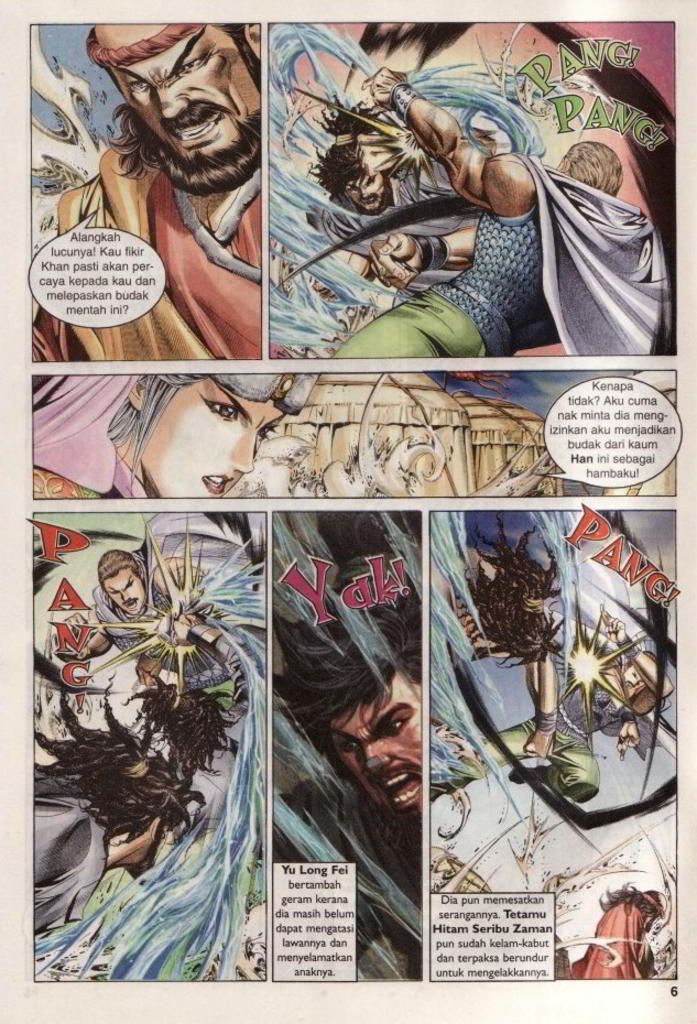 Alangkah
lucunya! Kau fikir
Khan pasti akan per-
caya kepada kau dan
melepaskan budak
mentah ini?
PANG!
PANG!
Kenapa
tidak? Aku cuma
nak minta dia meng-
izinkan aku menjadikan
budak dari kaum
Han ini sebagai
hambaku!
PANG!
Yak!
PANG!
Yu Long Fei
bertambah
geram kerana
dia masih belum
dapat mengatasi
lawannya dan
menyelamatkan
anaknya.
Dia pun memesatkan
serangannya. Tetamu
Hitam Seribu Zaman
pun sudah kelam-kabut
dan terpaksa berundur
untuk mengelakkannya.
6